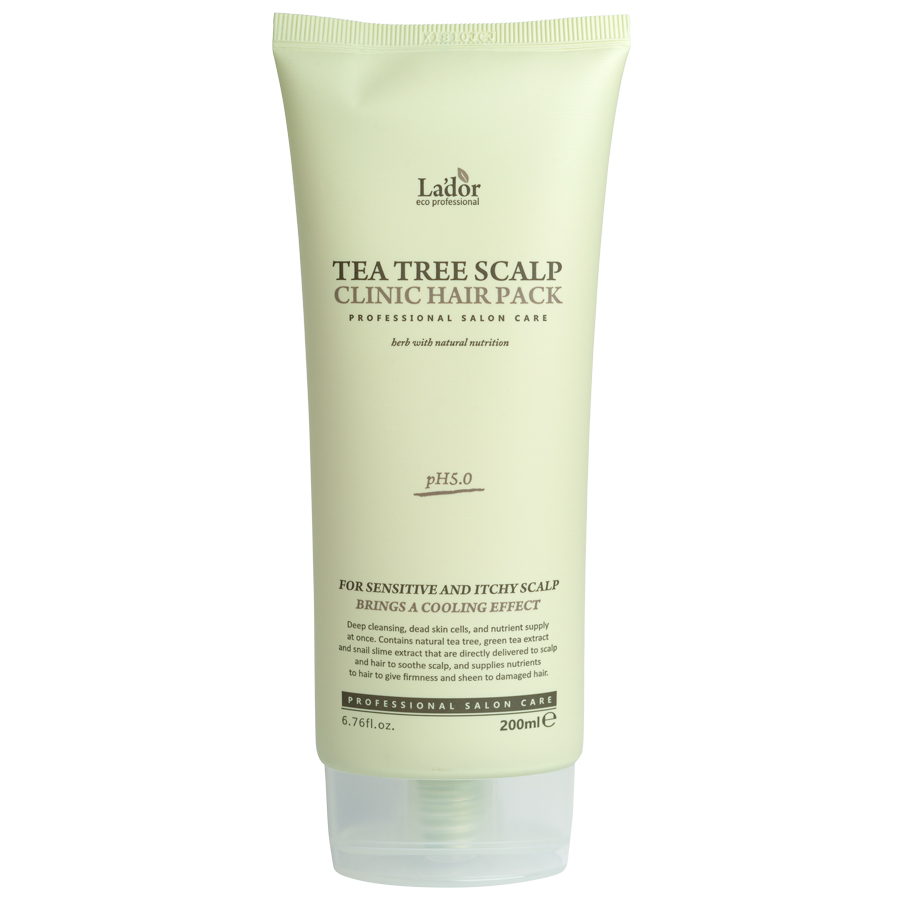 La'dor
eco professional
TEA TREE SCALP
CLINIC HAIR PACK
PROFESSIONAL SALON CARE
herb with natural nutrition
pH5.0
FOR SENSITIVE AND ITCHY SCALP
BRINGS A COOLING EFFECT
Deep cleansing, dead skin cells, and nutrient supply
at once. Contains natural tea tree, green tea extract
and snail slime extract that are directly delivered to scalp
and hair to soothe scalp, and supplies nutrients
to hair to give firmness and sheen to damaged hair.
PROFESSIONAL SALON CARE
6.76fl.oz. 200ml℮